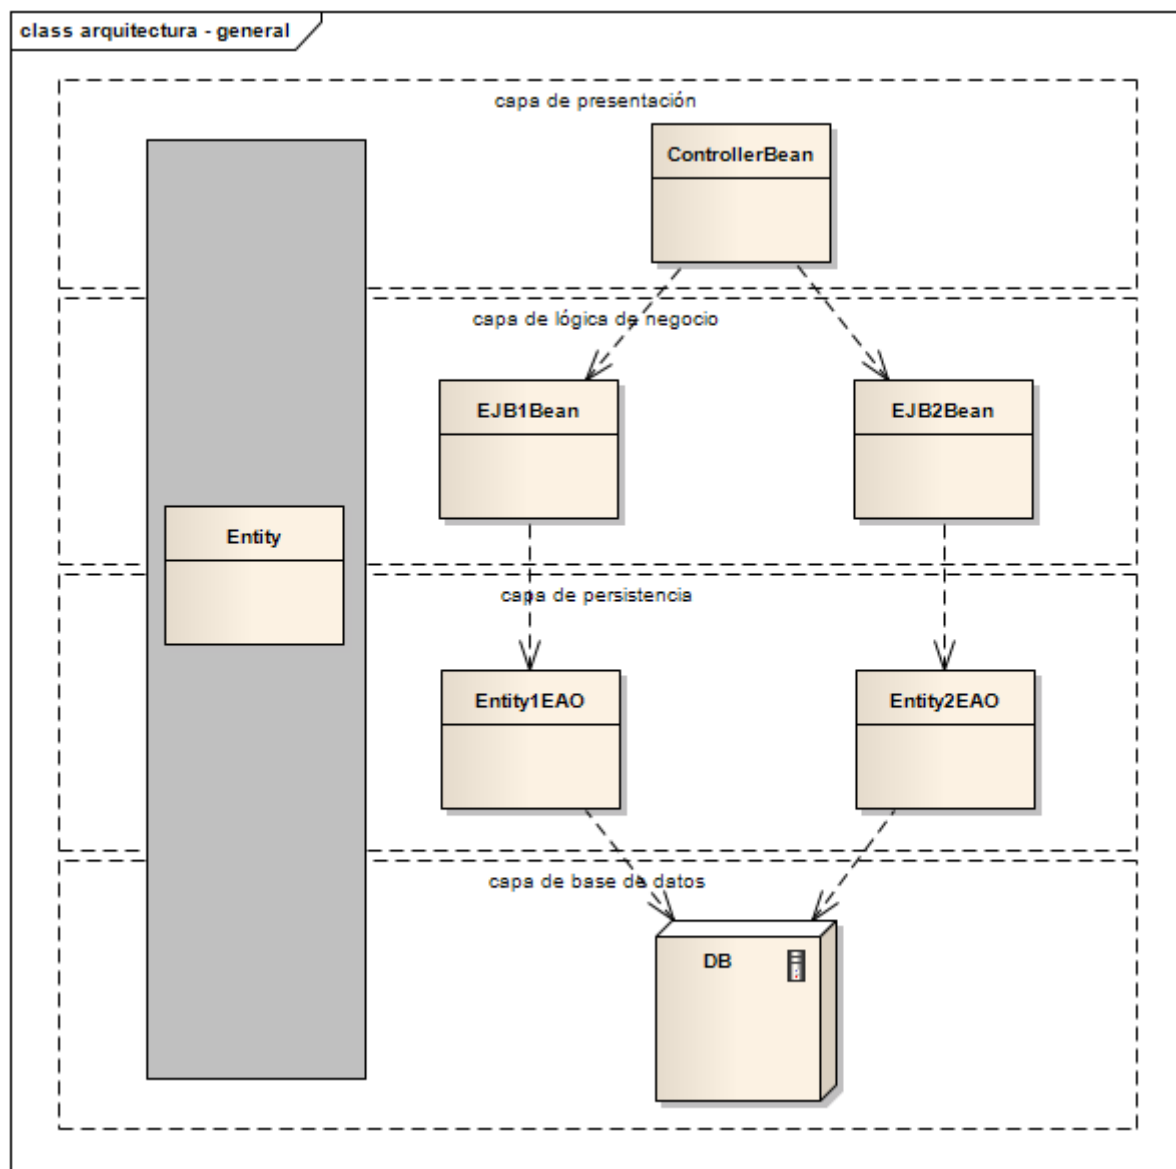 class arquitectura - general
capa de presentación
ControllerBean
capa de lógica de negocio
EJB1Bean
EJB2Bean
Entity
capa de persistencia
Entity1EAO
Entity2EAO
capa de base de datos
DB